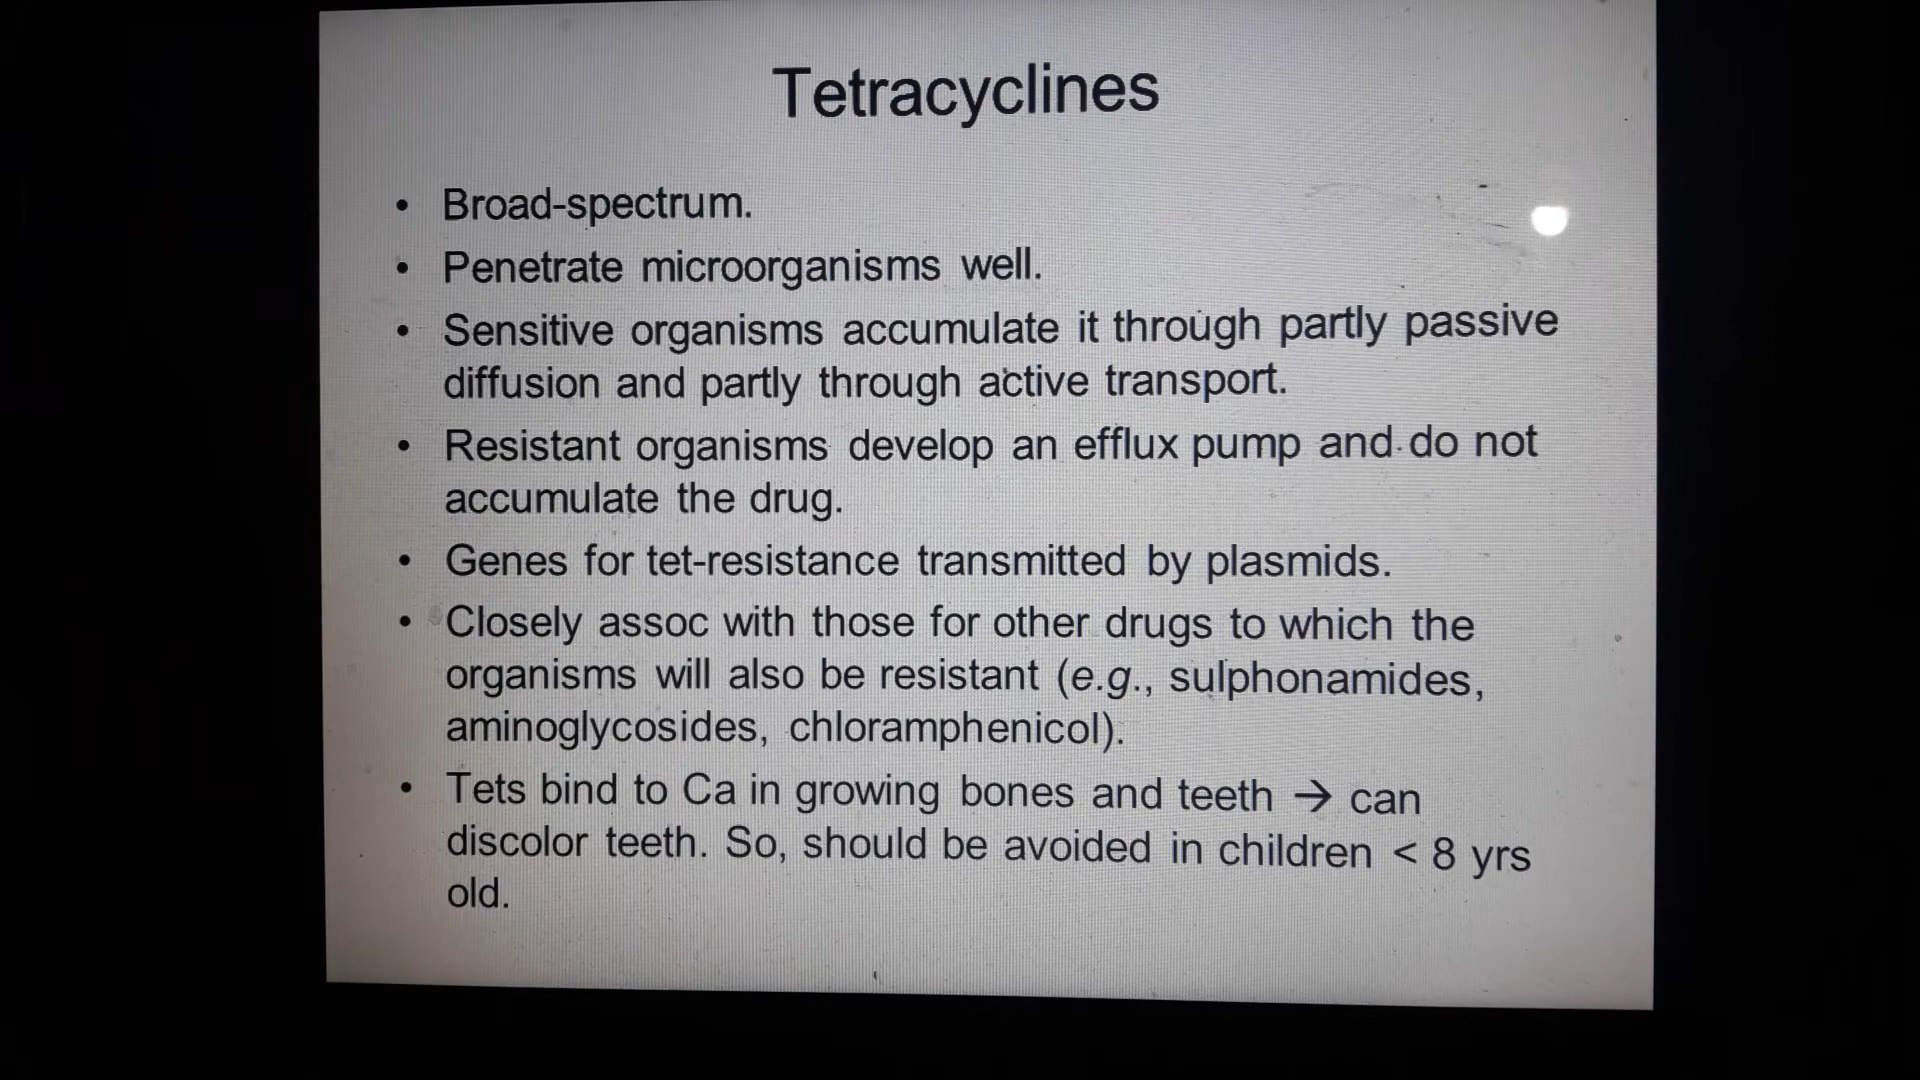 Tetracyclines
• Broad-spectrum.
• Penetrate microorganisms well.
• Sensitive organisms accumulate it through partly passive
diffusion and partly through active transport.
• Resistant organisms develop an efflux pump and do not
accumulate the drug.
• Genes for tet-resistance transmitted by plasmids.
• Closely assoc with those for other drugs to which the
organisms will also be resistant (e.g., sulphonamides,
aminoglycosides, chloramphenicol).
• Tets bind to Ca in growing bones and teeth → can
discolor teeth. So, should be avoided in children < 8 yrs
old.